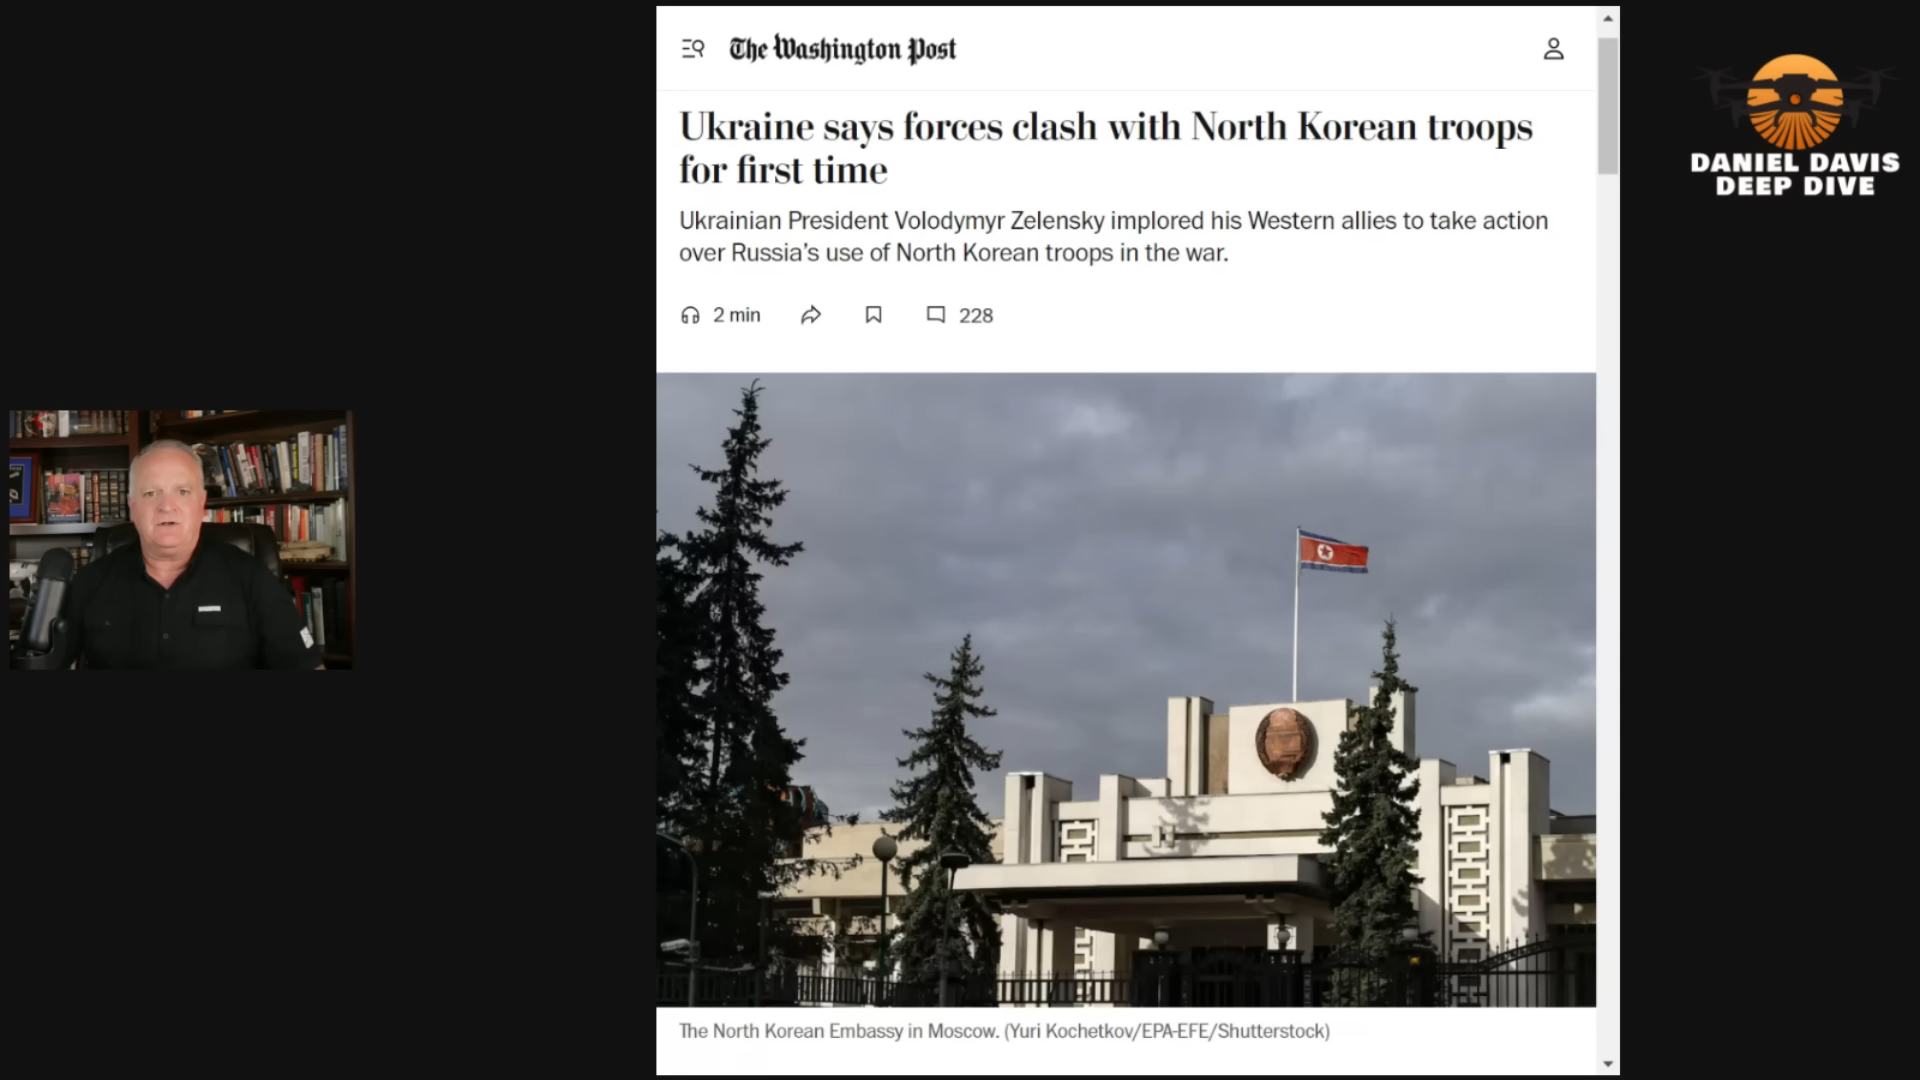 The Washington Post
Ukraine says forces clash with North Korean troops
for first time
Ukrainian President Volodymyr Zelensky implored his Western allies to take action
over Russia's use of North Korean troops in the war.
2 min
228
The North Korean Embassy in Moscow. (Yuri Kochetkov/EPA-EFE/Shutterstock)
DANIEL DAVIS
DEEP DIVE